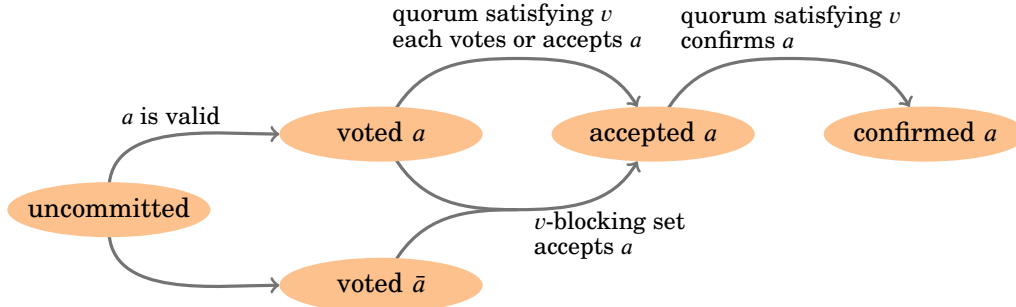 quorum satisfying v
each votes or accepts a
quorum satisfying v
confirms a
a is valid
voted a
accepted a
confirmed a
uncommitted
v-blocking set
accepts a
voted ā